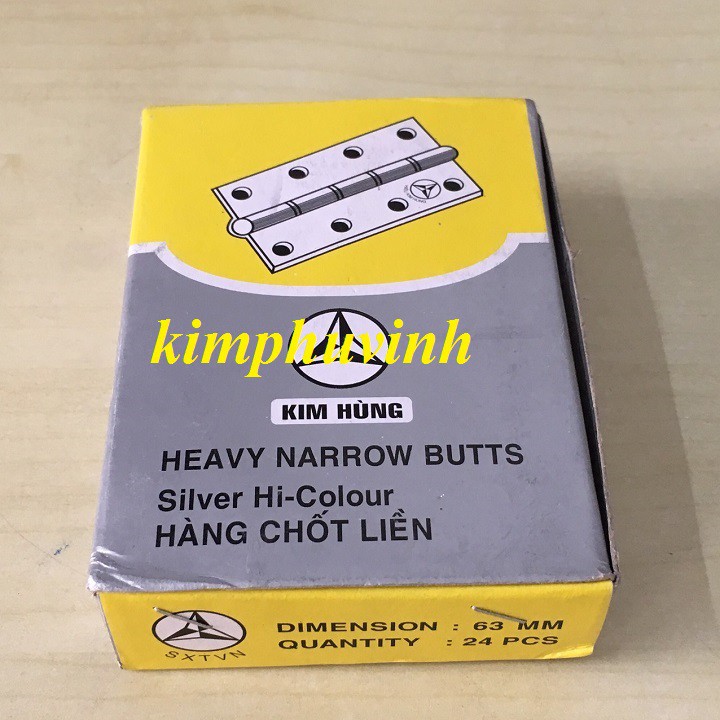 kimphuvinh
KIM HÙNG
HEAVY NARROW BUTTS
Silver Hi-Colour
HÀNG CHỐT LIỀN
DIMENSION : 63 MM
QUANTITY : 24 PCS
SXTVN